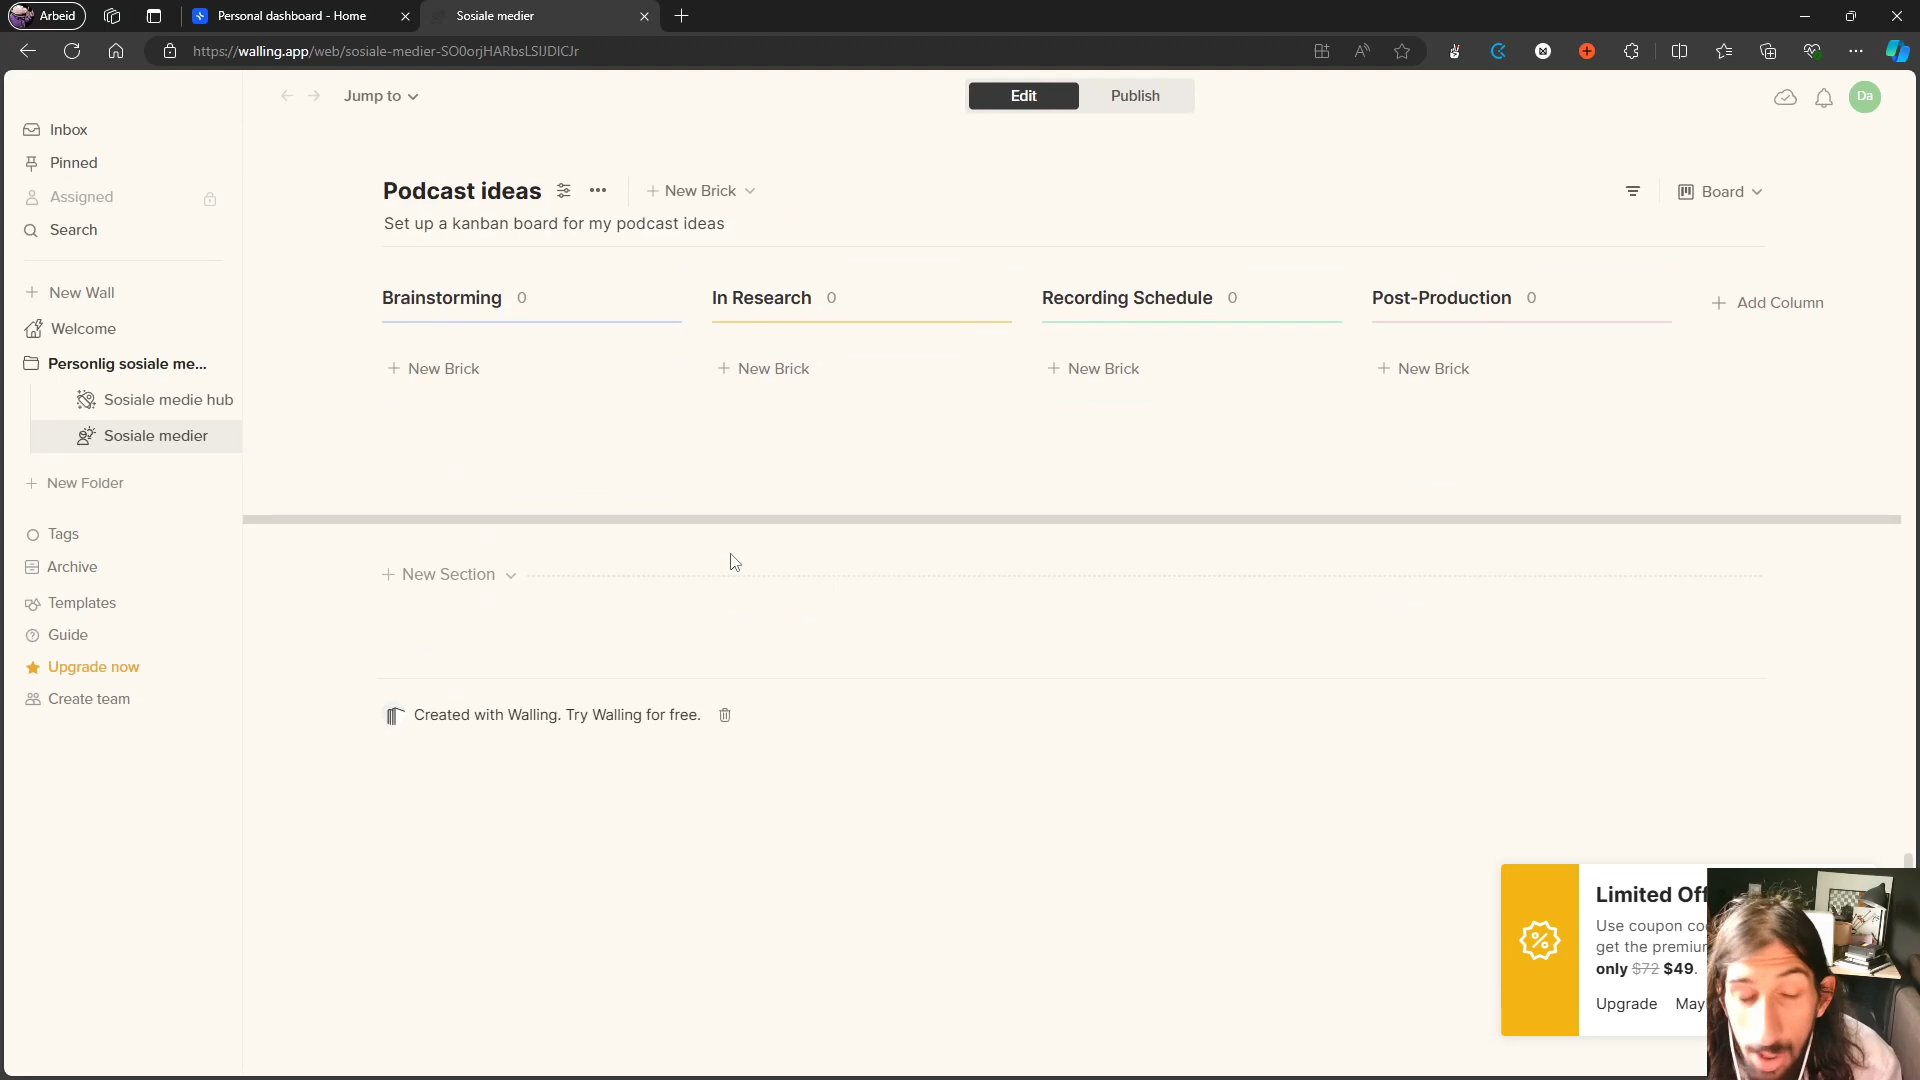 Arbeid
Personal dashboard - Home
Sosiale medier
https://walling.app/web/sosiale-medier-SO0orjHARbsLSIJDICJr
Jump to
Edit
Publish
Da
Inbox
Pinned
Assigned
Search
New Wall
Welcome
Personlig sosiale me...
Sosiale medie hub
Sosiale medier
New Folder
Tags
Archive
Templates
Guide
Upgrade now
Create team
Podcast ideas
New Brick
Board
Set up a kanban board for my podcast ideas
Brainstorming 0
In Research 0
Recording Schedule 0
Post-Production 0
Add Column
New Brick
New Brick
New Brick
New Brick
New Section
Created with Walling. Try Walling for free.
Limited Off
Use coupon co
get the premiu
only $72 $49.
Upgrade May